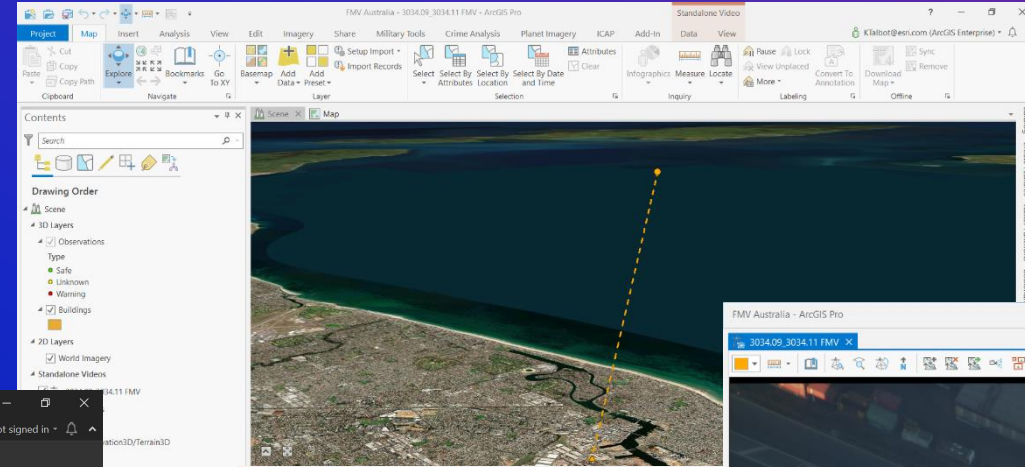 FMV Australia - 3034.09_3034.11 FMV - ArcGIS Pro
Standalone Video
?
Project Map Insert Analysis View Edit Imagery Share Military Tools Crime Analysis Planet Imagery ICAP Add-In Data View
KTalbot@esri.com (ArcGIS Enterprise)
Paste
Cut
Copy
Copy Path
Clipboard
Explore
Bookmarks
Go To XY
Navigate
Basemap
Add Data
Add Preset
Setup Import
Import Records
Layer
Select
Select By Attributes
Select By Location
Select By Date and Time
Attributes
Clear
Selection
Infographics
Measure
Locate
Inquiry
Pause
Lock
View Unplaced
More
Convert To Annotation
Labeling
Download Map
Sync
Remove
Offline
Contents
Search
Drawing Order
Scene
3D Layers
Observations
Type
Safe
Unknown
Warning
Buildings
2D Layers
World Imagery
Standalone Videos
34.11 FMV
vation3D/Terrain3D
ot signed in
Scene
Map
FMV Australia - ArcGIS Pro
3034.09_3034.11 FMV
N